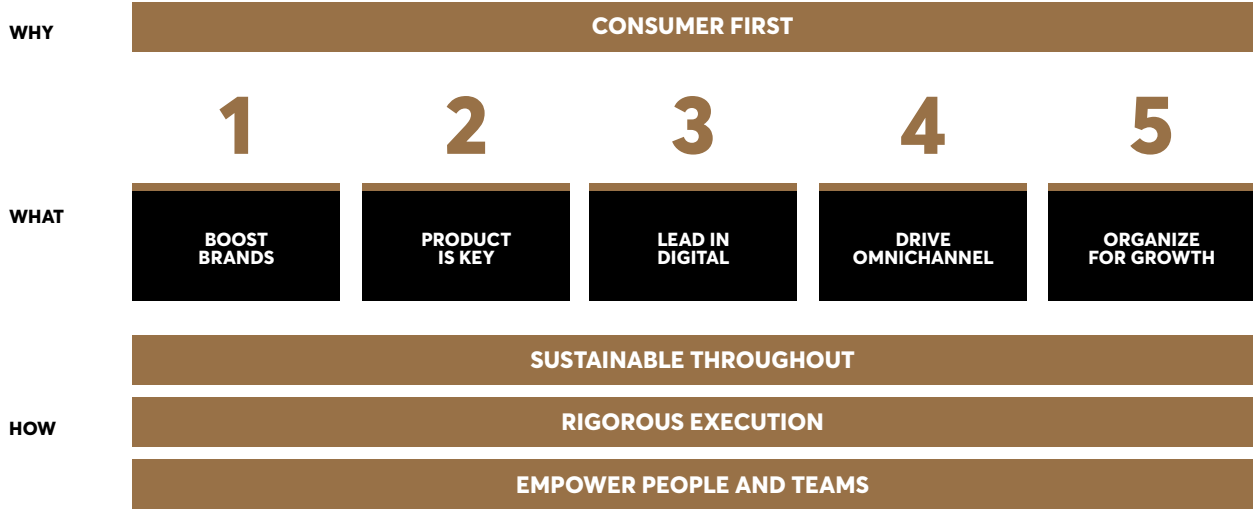 WHY
CONSUMER FIRST
1
2
3
4
5
WHAT
BOOST
BRANDS
PRODUCT
IS KEY
LEAD IN
DIGITAL
DRIVE
OMNICHANNEL
ORGANIZE
FOR GROWTH
HOW
SUSTAINABLE THROUGHOUT
RIGOROUS EXECUTION
EMPOWER PEOPLE AND TEAMS